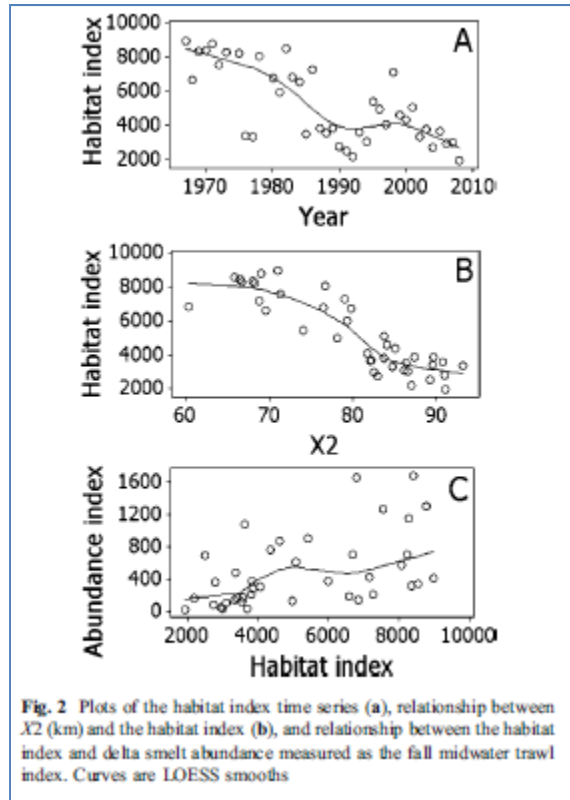 A
Habitat index
10000
8000
6000
4000
2000
1970 1980 1990 2000 2010
Year
B
Habitat index
10000
8000
6000
4000
2000
60 70 80 90
X2
C
Abundance index
1600
1200
800
400
0
2000 4000 6000 8000 10000
Habitat index
Fig. 2 Plots of the habitat index time series (a), relationship between
X2 (km) and the habitat index (b), and relationship between the habitat
index and delta smelt abundance measured as the fall midwater trawl
index. Curves are LOESS smooths